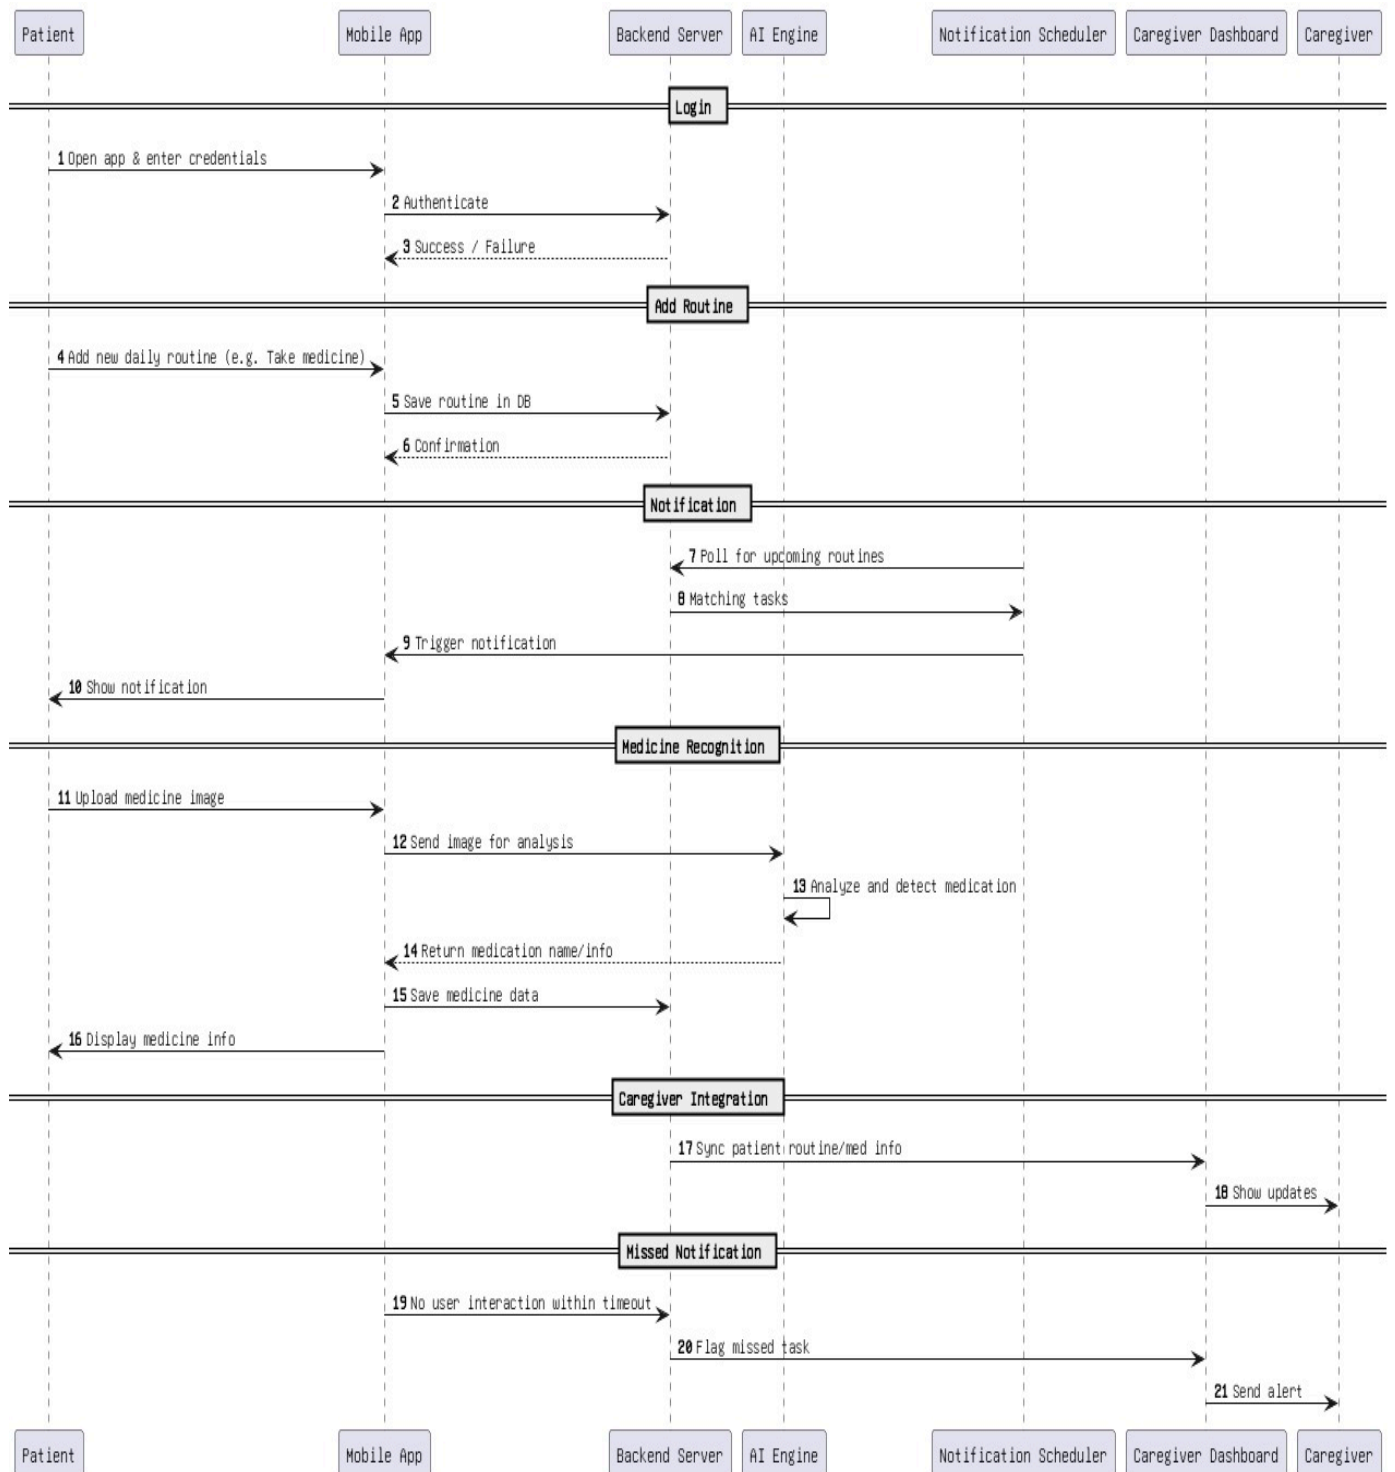 Patient
Mobile App
Backend Server
AI Engine
Notification Scheduler
Caregiver Dashboard
Caregiver
Login
1 Open app & enter credentials
2 Authenticate
3 Success / Failure
Add Routine
4 Add new daily routine (e.g. Take medicine)
5 Save routine in DB
6 Confirmation
Notification
7 Poll for upcoming routines
8 Matching tasks
9 Trigger notification
10 Show notification
Medicine Recognition
11 Upload medicine image
12 Send image for analysis
13 Analyze and detect medication
14 Return medication name/info
15 Save medicine data
16 Display medicine info
Caregiver Integration
17 Sync patient routine/med info
18 Show updates
Missed Notification
19 No user interaction within timeout
20 Flag missed task
21 Send alert
Patient
Mobile App
Backend Server
AI Engine
Notification Scheduler
Caregiver Dashboard
Caregiver